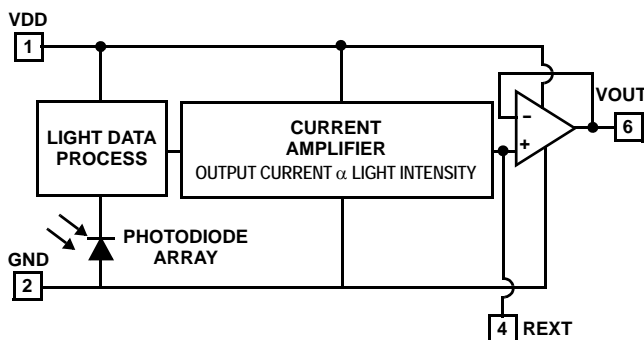 VDD
1
LIGHT DATA
PROCESS
CURRENT
AMPLIFIER
OUTPUT CURRENT α LIGHT INTENSITY
-
+
VOUT
6
PHOTODIODE
ARRAY
GND
2
4 REXT